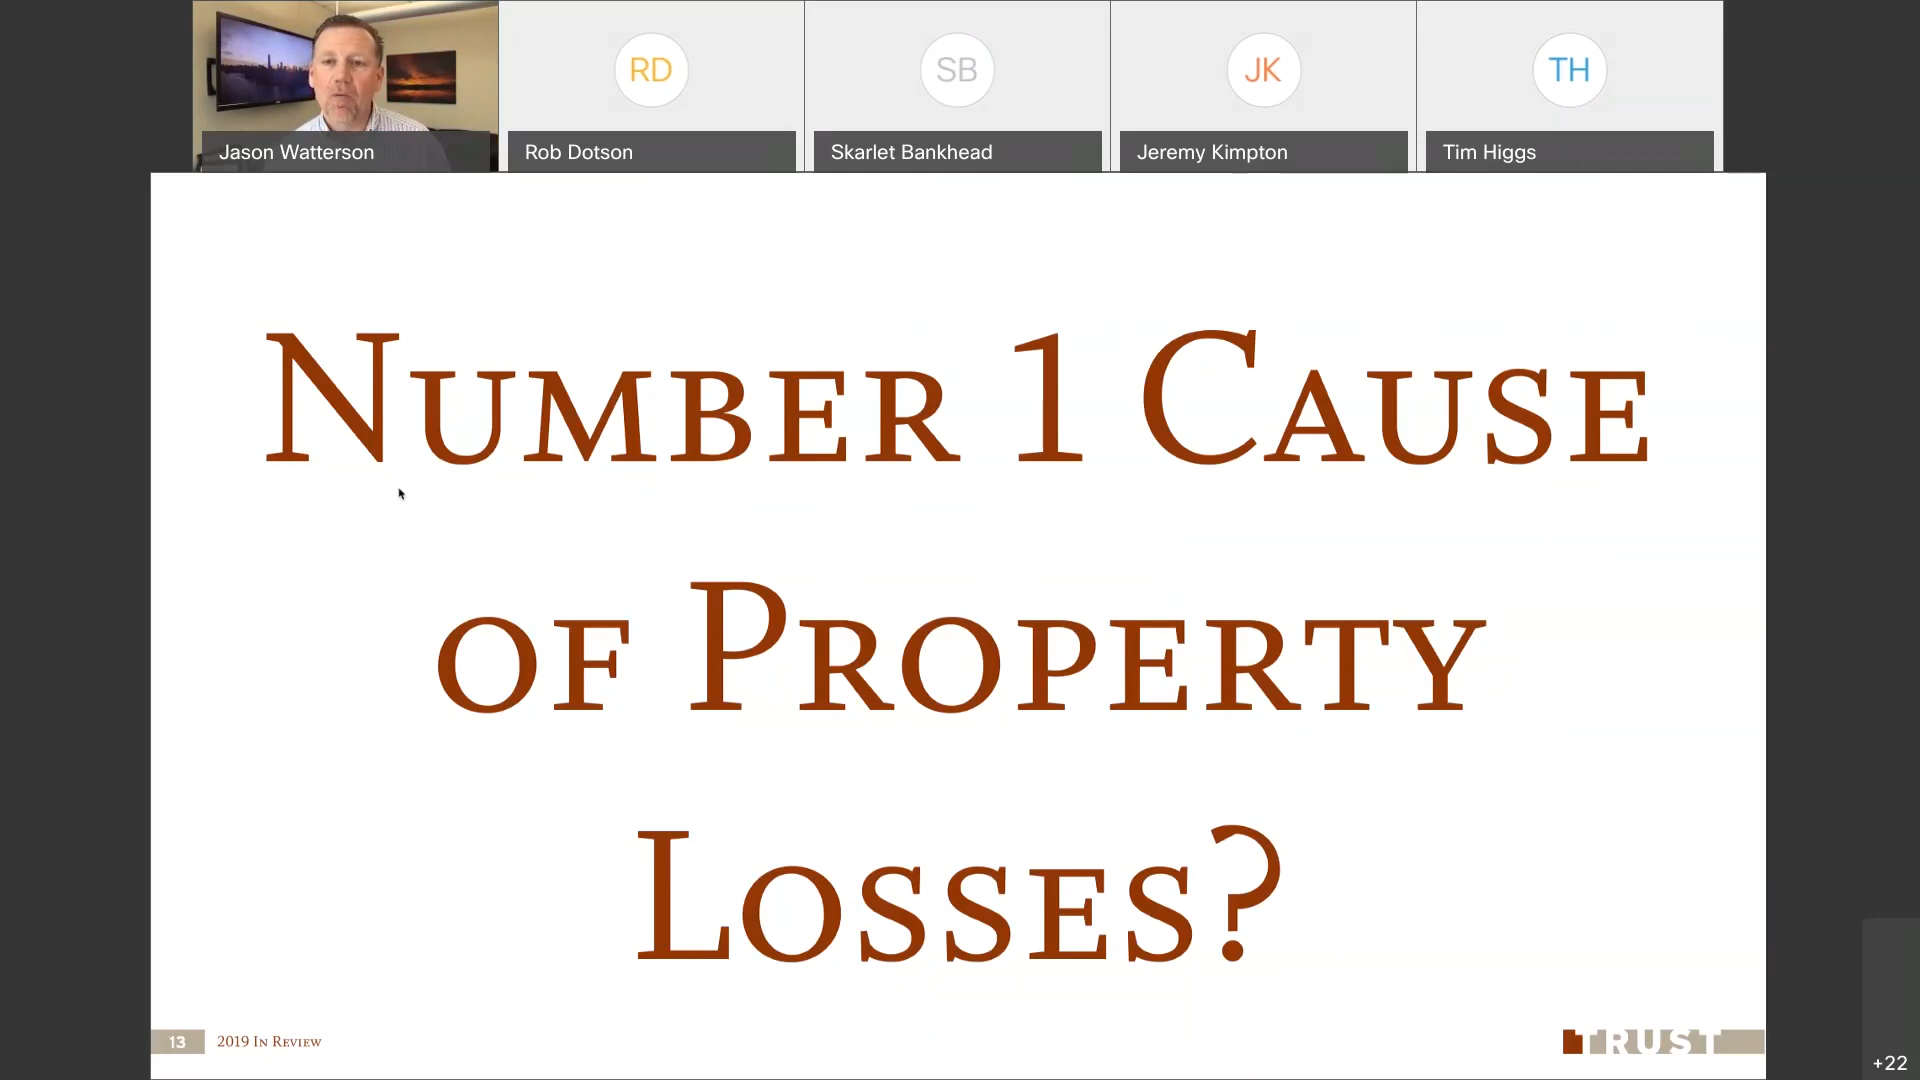 RD
SB
JK
TH
Jason Watterson
Rob Dotson
Skarlet Bankhead
Jeremy Kimpton
Tim Higgs
Number 1 Cause
of Property
Losses?
13
2019 In Review
TRUST
+22